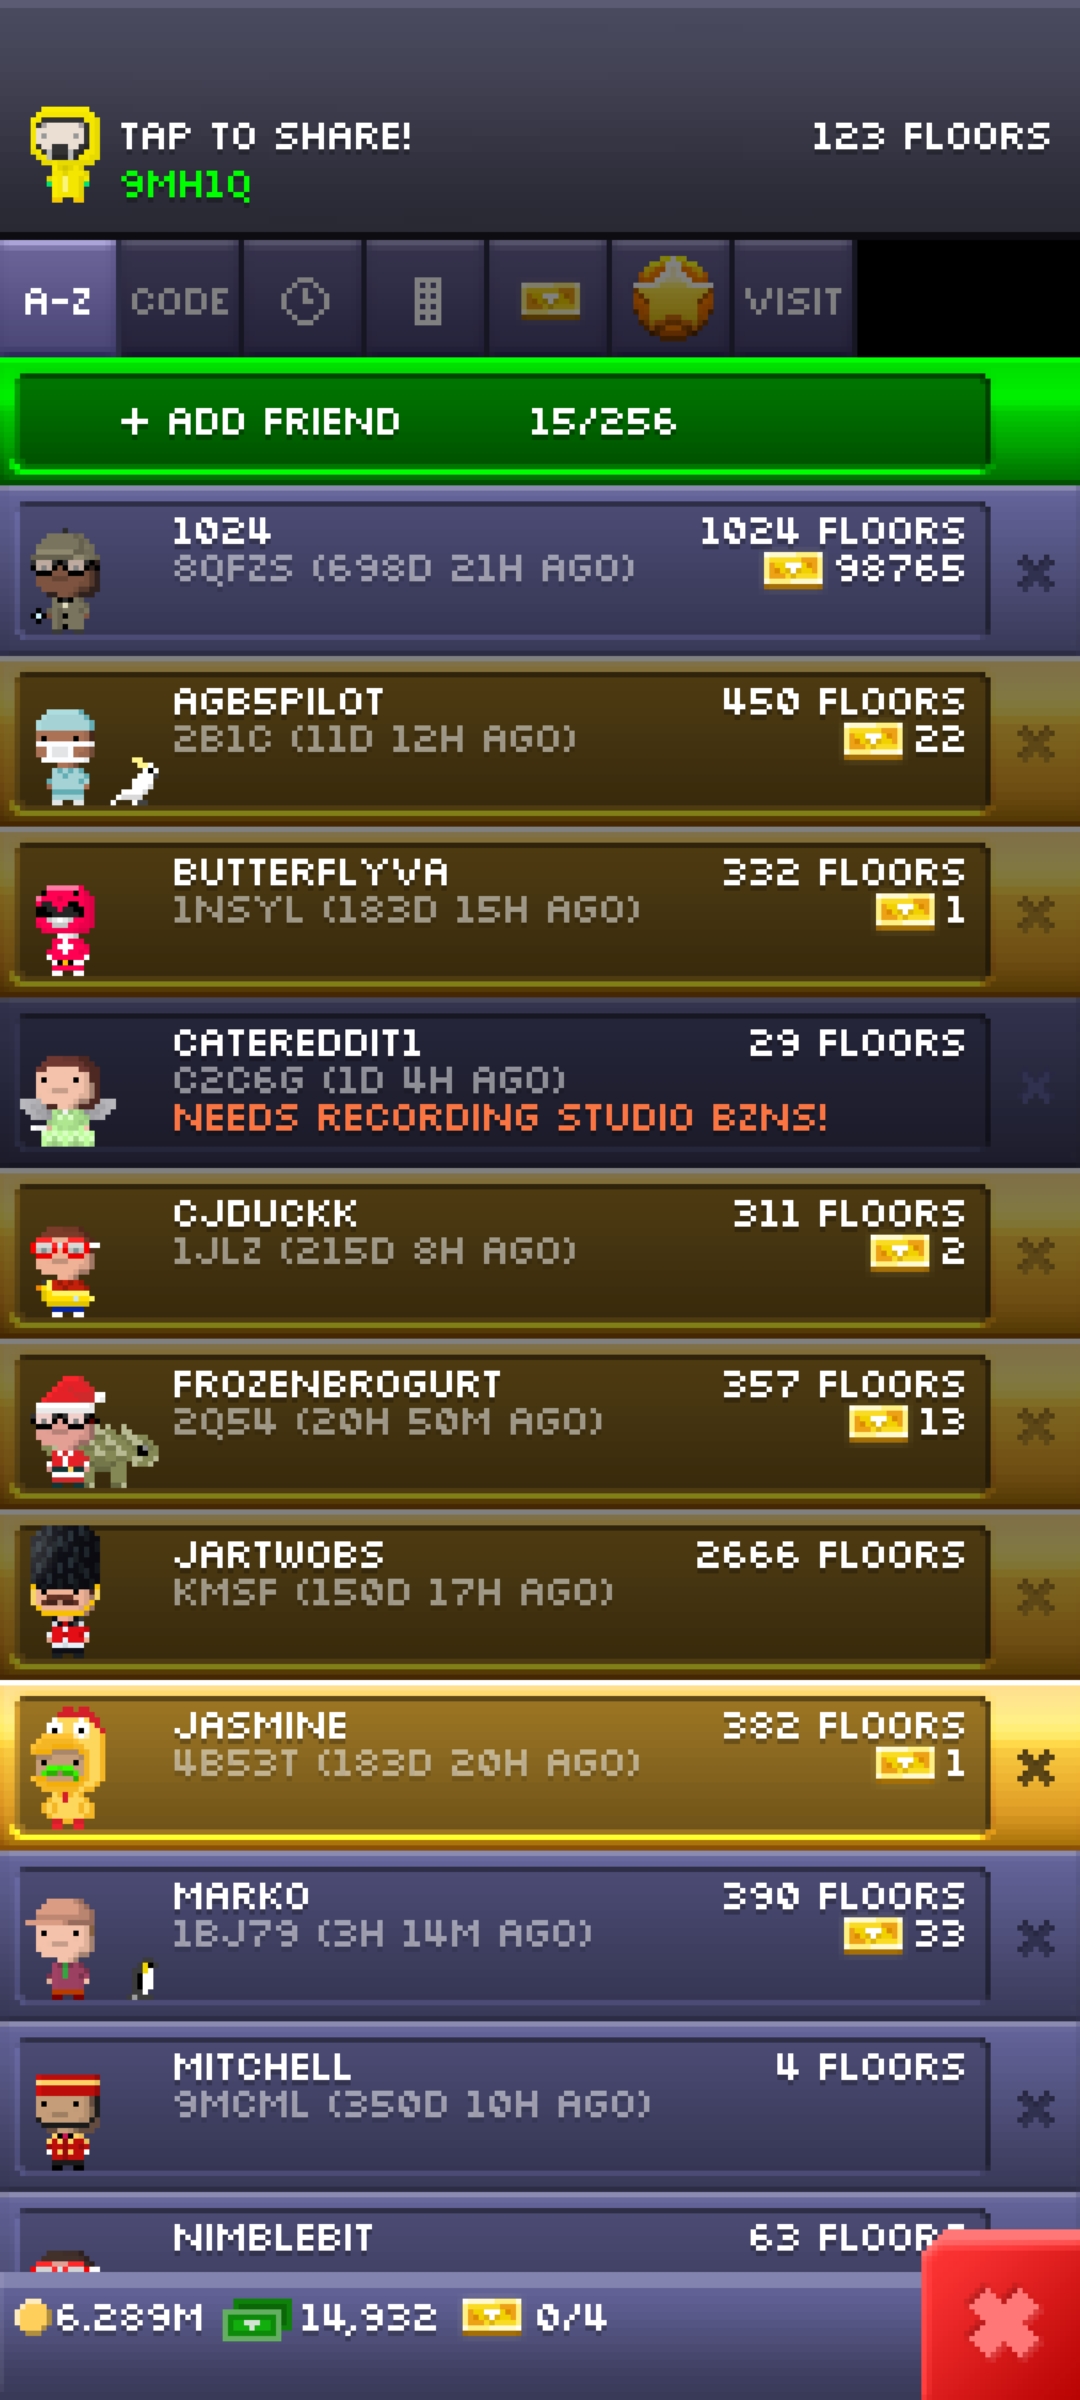 TAP TO SHARE!
123 FLOORS
9MH1Q
A-Z CODE VISIT
+ ADD FRIEND 15/256
1024 1024 FLOORS
8QFZS (698D 21H AGO) 98765
AGB5PILOT 450 FLOORS
2B1C (11D 12H AGO) 22
BUTTERFLYVA 332 FLOORS
1NSYL (183D 15H AGO) 1
CATEREDDIT1 29 FLOORS
C2C6G (1D 4H AGO)
NEEDS RECORDING STUDIO BZNS!
CJDUCKK 311 FLOORS
1JLZ (215D 8H AGO) 2
FROZENBROGURT 357 FLOORS
2Q54 (20H 50M AGO) 13
JARTWOBS 2666 FLOORS
KMSF (150D 17H AGO)
JASMINE 382 FLOORS
4B53T (183D 20H AGO) 1
MARKO 390 FLOORS
1BJ79 (3H 14M AGO) 33
MITCHELL 4 FLOORS
9MCML (350D 10H AGO)
NIMBLEBIT 63 FLOORS
6.289M 14,932 0/4